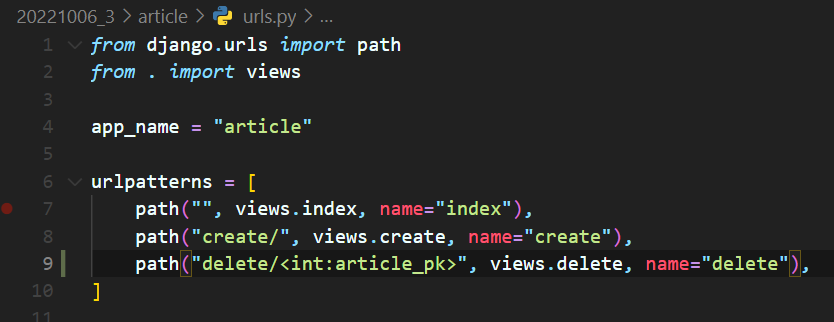 20221006_3 > article > urls.py > ...
1 from django.urls import path
2 from . import views
3
4 app_name = "article"
5
6 urlpatterns = [
7     path("", views.index, name="index"),
8     path("create/", views.create, name="create"),
9     path("delete/<int:article_pk>", views.delete, name="delete"),
10 ]
11